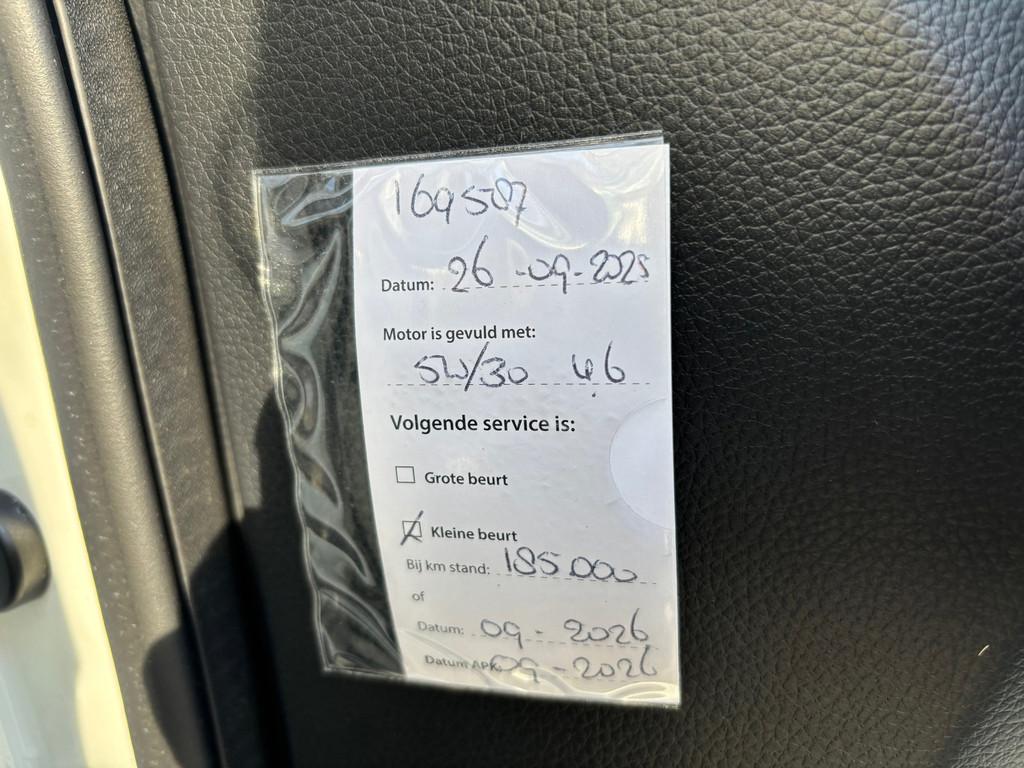 169507
Datum: 26-09-2025
Motor is gevuld met:
5W/30 4,6
Volgende service is:
Grote beurt
Kleine beurt
Bij km stand: 185.000
of
Datum: 09-2026
Datum APK: 09-2026